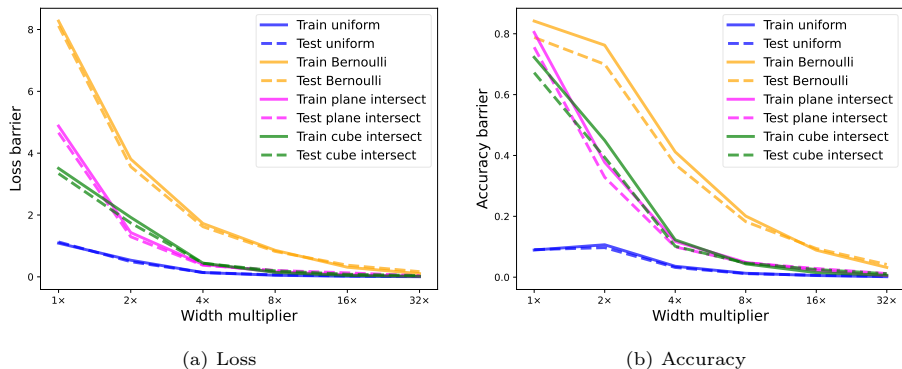 8
6
4
2
0
Loss barrier
1×
2×
4×
8×
16×
32×
Width multiplier
Train uniform
Test uniform
Train Bernoulli
Test Bernoulli
Train plane intersect
Test plane intersect
Train cube intersect
Test cube intersect
(a) Loss
0.8
0.6
0.4
0.2
0.0
Accuracy barrier
1×
2×
4×
8×
16×
32×
Width multiplier
Train uniform
Test uniform
Train Bernoulli
Test Bernoulli
Train plane intersect
Test plane intersect
Train cube intersect
Test cube intersect
(b) Accuracy